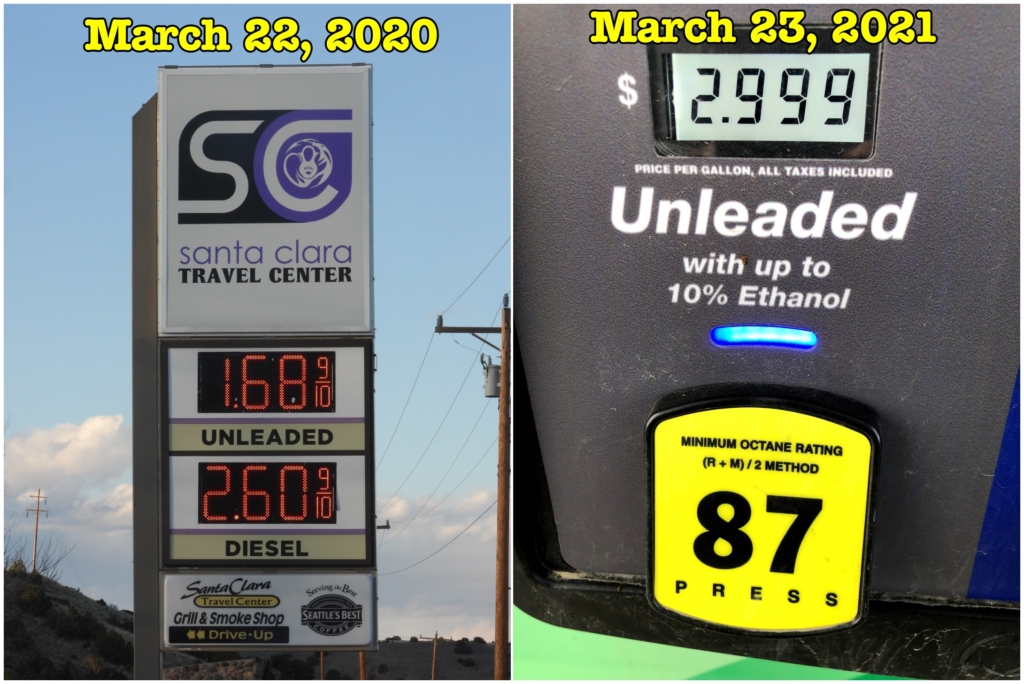 March 22, 2020
SC
santa clara
TRAVEL CENTER
1.68 9/10
UNLEADED
2.60 9/10
DIESEL
Santa Clara
Travel Center
Grill & Smoke Shop
Drive-Up
Serving the Best
SEATTLE'S BEST
COFFEE
March 23, 2021
$ 2.999
PRICE PER GALLON, ALL TAXES INCLUDED
Unleaded
with up to
10% Ethanol
MINIMUM OCTANE RATING
(R + M) / 2 METHOD
87
PRESS